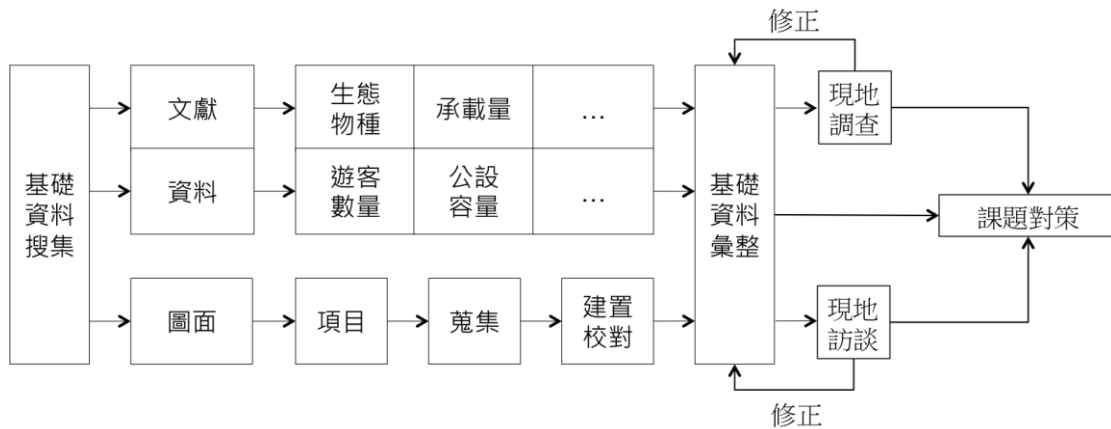 修正
基礎
資料
搜集
文獻
生態
物種
承載量
...
資料
遊客
數量
公設
容量
...
圖面
項目
蒐集
建置
校對
基礎
資料
彙整
現地
調查
課題對策
現地
訪談
修正